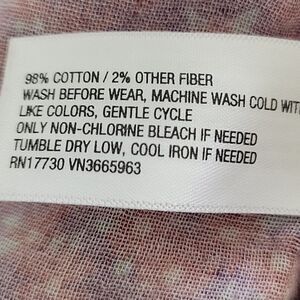 98% COTTON / 2% OTHER FIBER
WASH BEFORE WEAR, MACHINE WASH COLD WITH
LIKE COLORS, GENTLE CYCLE
ONLY NON-CHLORINE BLEACH IF NEEDED
TUMBLE DRY LOW, COOL IRON IF NEEDED
RN17730 VN3665963